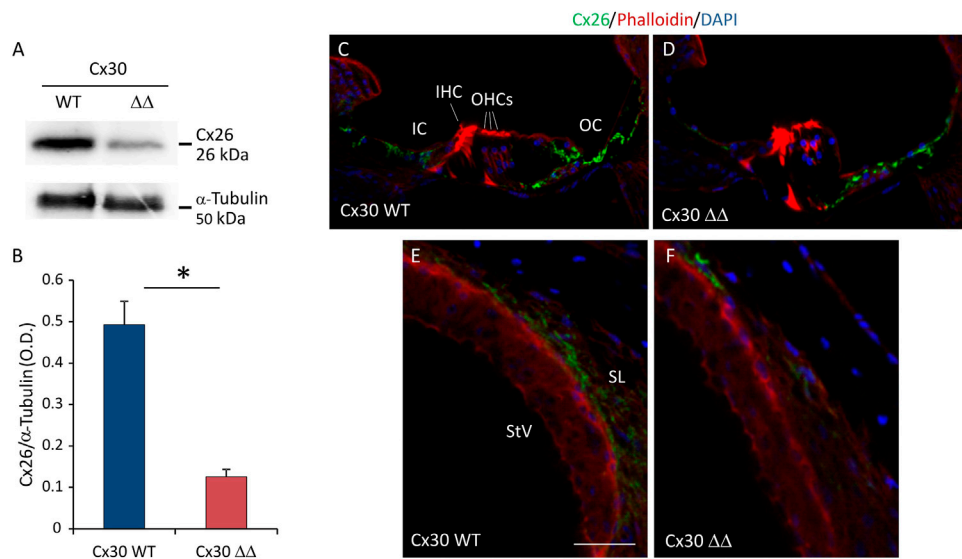 Cx26/Phalloidin/DAPI
A
Cx30
WT ΔΔ
Cx26
26 kDa
α-Tubulin
50 kDa
B
*
Cx26/α-Tubulin (O.D.)
0.6
0.5
0.4
0.3
0.2
0.1
0
Cx30 WT
Cx30 ΔΔ
C
IHC
OHCs
IC
OC
Cx30 WT
D
Cx30 ΔΔ
E
SL
StV
Cx30 WT
F
Cx30 ΔΔ